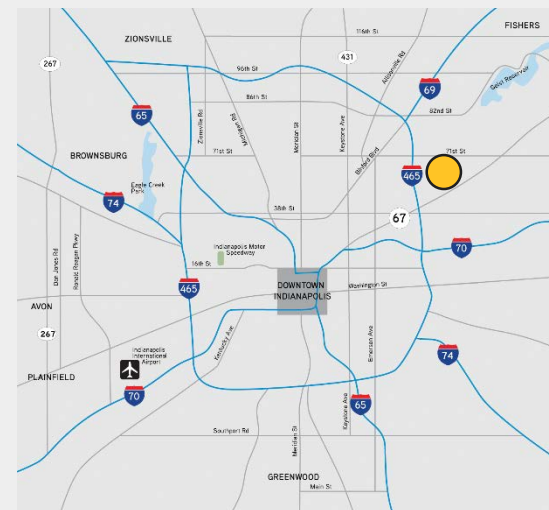 FISHERS
116th St
ZIONSVILLE
Allisonville Rd
431
267
96th St
69
Geist Reservoir
86th St
82nd St
65
Zionsville Rd
Michigan Rd
Meridian St
Keystone Ave
Binford Blvd
BROWNSBURG
71st St
71st St
465
Eagle Creek
Park
74
38th St
67
Indianapolis Motor
Speedway
70
16th St
Dan Jones Rd
Ronald Reagan Pkwy
DOWNTOWN
INDIANAPOLIS
Washington St
465
AVON
267
Kentucky Ave
Emerson Ave
Indianapolis
International
Airport
74
PLAINFIELD
70
65
Keystone Ave
Southport Rd
Meridian St
GREENWOOD
Main St